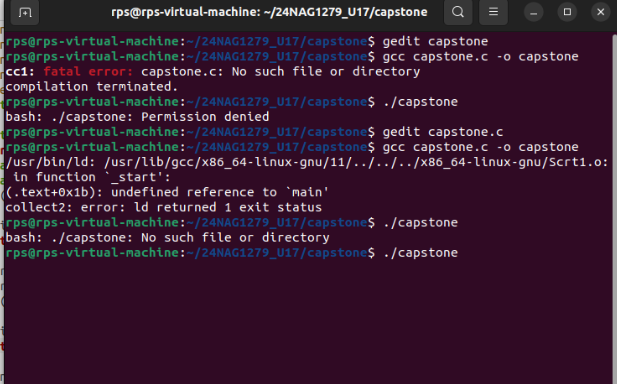 rps@rps-virtual-machine: ~/24NAG1279_U17/capstone
rps@rps-virtual-machine:~/24NAG1279_U17/capstone$ gedit capstone
rps@rps-virtual-machine:~/24NAG1279_U17/capstone$ gcc capstone.c -o capstone
cc1: fatal error: capstone.c: No such file or directory
compilation terminated.
rps@rps-virtual-machine:~/24NAG1279_U17/capstone$ ./capstone
bash: ./capstone: Permission denied
rps@rps-virtual-machine:~/24NAG1279_U17/capstone$ gedit capstone.c
rps@rps-virtual-machine:~/24NAG1279_U17/capstone$ gcc capstone.c -o capstone
/usr/bin/ld: /usr/lib/gcc/x86_64-linux-gnu/11/../../../x86_64-linux-gnu/Scrt1.o:
 in function `_start':
(.text+0x1b): undefined reference to `main'
collect2: error: ld returned 1 exit status
rps@rps-virtual-machine:~/24NAG1279_U17/capstone$ ./capstone
bash: ./capstone: No such file or directory
rps@rps-virtual-machine:~/24NAG1279_U17/capstone$ ./capstone